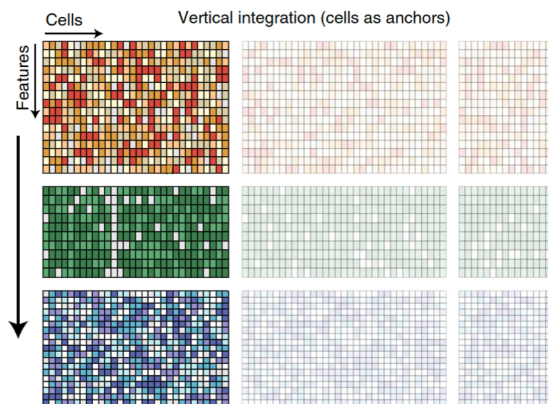 Vertical integration (cells as anchors)
Cells
Features